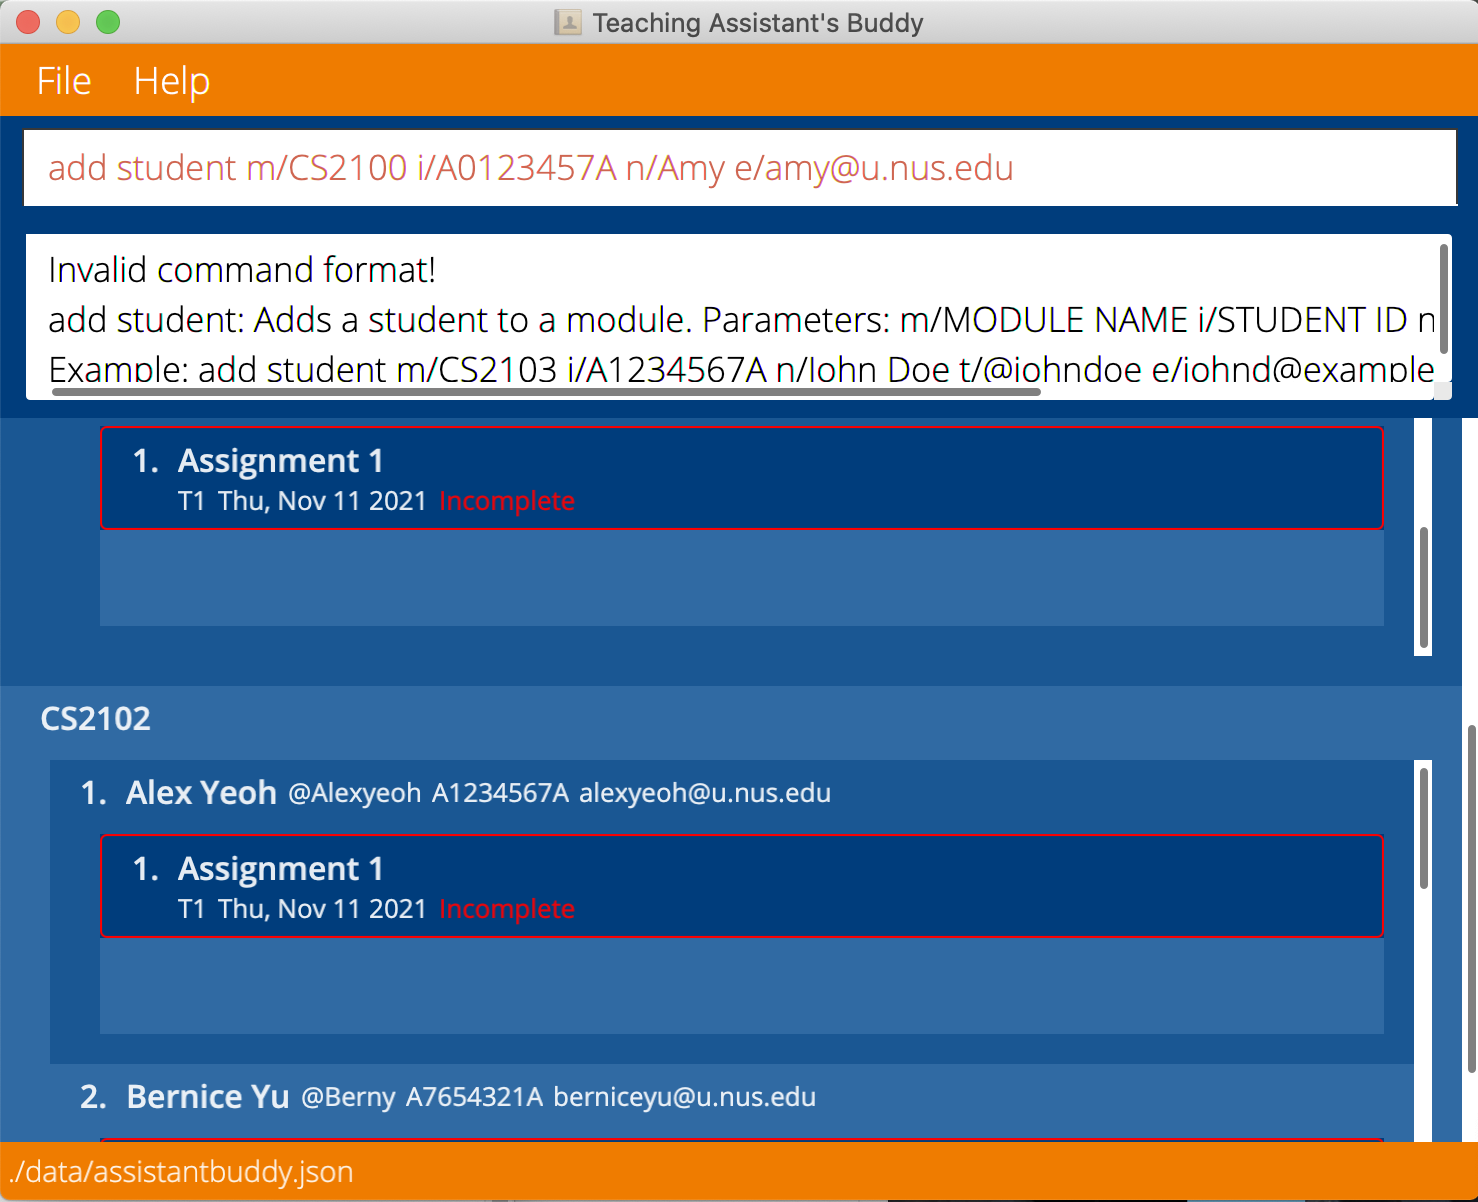 Teaching Assistant's Buddy
File Help
add student m/CS2100 i/A0123457A n/Amy e/amy@u.nus.edu
Invalid command format!
add student: Adds a student to a module. Parameters: m/MODULE NAME i/STUDENT ID n
Example: add student m/CS2103 i/A1234567A n/John Doe t/@johndoe e/johnd@example
1. Assignment 1
T1 Thu, Nov 11 2021 Incomplete
CS2102
1. Alex Yeoh @Alexyeoh A1234567A alexyeoh@u.nus.edu
1. Assignment 1
T1 Thu, Nov 11 2021 Incomplete
2. Bernice Yu @Berny A7654321A berniceyu@u.nus.edu
./data/assistantbuddy.json